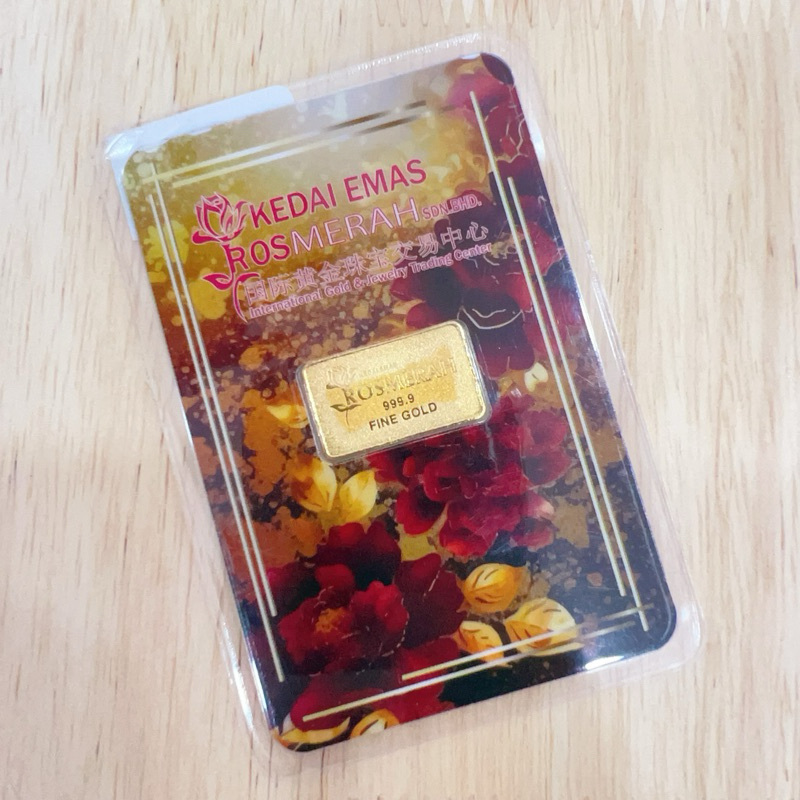 KEDAI EMAS
ROSMERAH SDN.BHD.
国际黄金珠宝交易中心
International Gold & Jewelry Trading Center
ROSMERAH
999.9
FINE GOLD